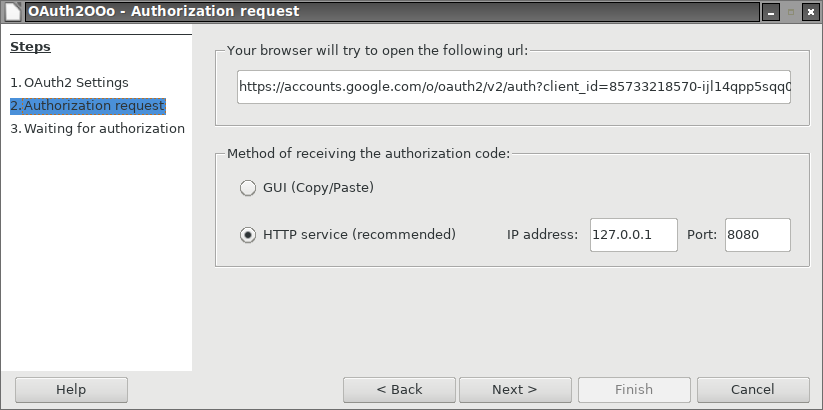 OAuth2OOo - Authorization request
Steps
1. OAuth2 Settings
2. Authorization request
3. Waiting for authorization
Your browser will try to open the following url:
https://accounts.google.com/o/oauth2/v2/auth?client_id=85733218570-ijl14qpp5sqq0
Method of receiving the authorization code:
GUI (Copy/Paste)
HTTP service (recommended) IP address: 127.0.0.1 Port: 8080
Help < Back Next > Finish Cancel